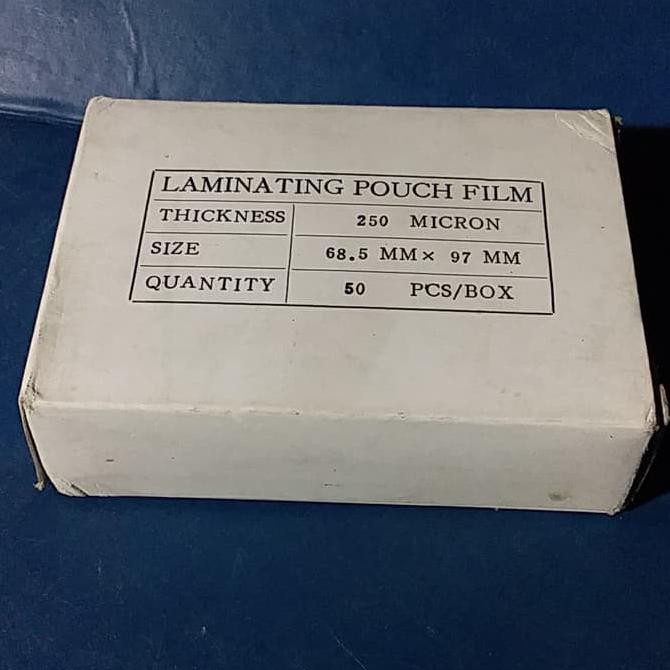 LAMINATING POUCH FILM
THICKNESS 250 MICRON
SIZE 68.5 MM× 97 MM
QUANTITY 50 PCS/BOX